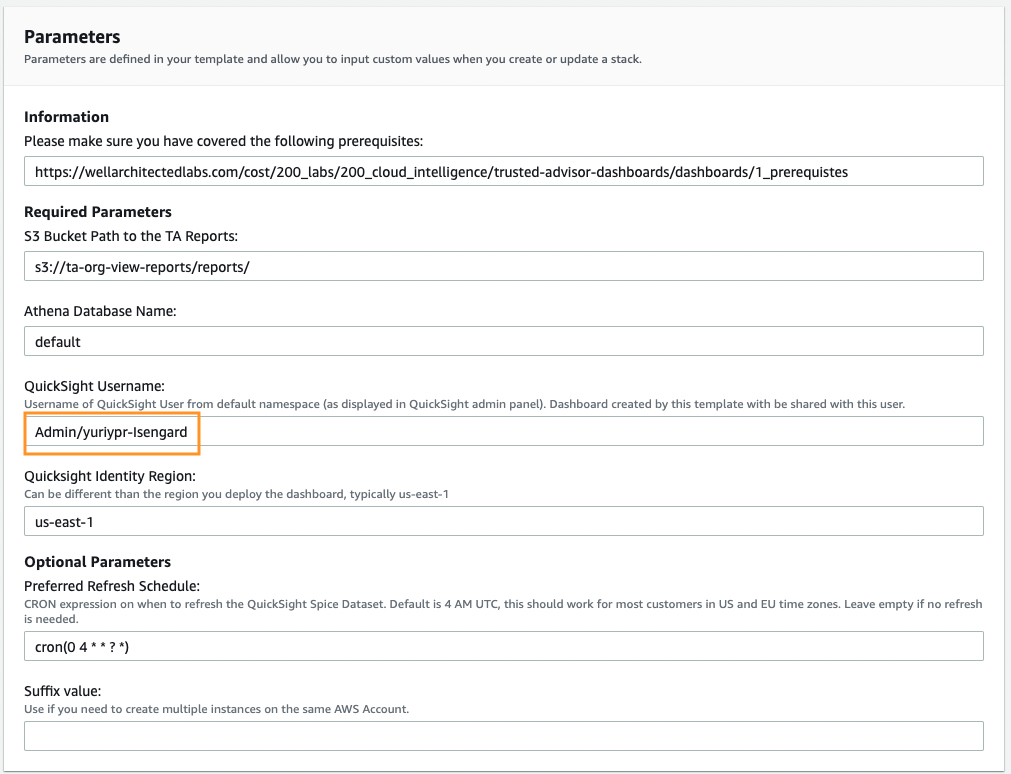 Parameters
Parameters are defined in your template and allow you to input custom values when you create or update a stack.
Information
Please make sure you have covered the following prerequisites:
https://wellarchitectedlabs.com/cost/200_labs/200_cloud_intelligence/trusted-advisor-dashboards/dashboards/1_prerequistes
Required Parameters
S3 Bucket Path to the TA Reports:
s3://ta-org-view-reports/reports/
Athena Database Name:
default
QuickSight Username:
Username of QuickSight User from default namespace (as displayed in QuickSight admin panel). Dashboard created by this template with be shared with this user.
Admin/yuriypr-Isengard
Quicksight Identity Region:
Can be different than the region you deploy the dashboard, typically us-east-1
us-east-1
Optional Parameters
Preferred Refresh Schedule:
CRON expression on when to refresh the QuickSight Spice Dataset. Default is 4 AM UTC, this should work for most customers in US and EU time zones. Leave empty if no refresh
is needed.
cron(0 4 * * ? *)
Suffix value:
Use if you need to create multiple instances on the same AWS Account.